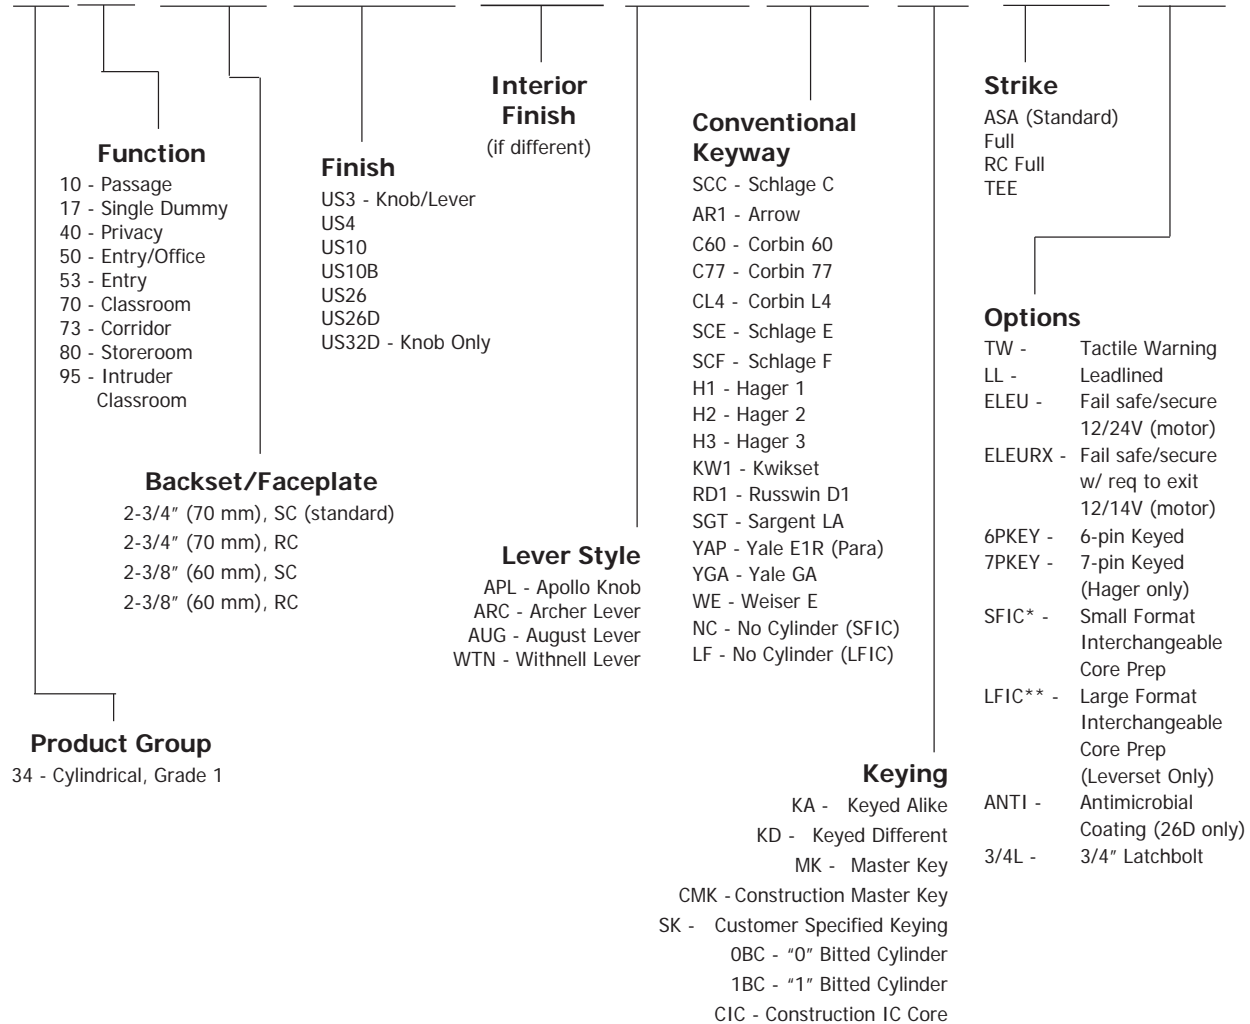 Function
10 - Passage
17 - Single Dummy
40 - Privacy
50 - Entry/Office
53 - Entry
70 - Classroom
73 - Corridor
80 - Storeroom
95 - Intruder
Classroom
Finish
US3 - Knob/Lever
US4
US10
US10B
US26
US26D
US32D - Knob Only
Interior
Finish
(if different)
Conventional
Keyway
SCC - Schlage C
AR1 - Arrow
C60 - Corbin 60
C77 - Corbin 77
CL4 - Corbin L4
SCE - Schlage E
SCF - Schlage F
H1 - Hager 1
H2 - Hager 2
H3 - Hager 3
KW1 - Kwikset
RD1 - Russwin D1
SGT - Sargent LA
YAP - Yale E1R (Para)
YGA - Yale GA
WE - Weiser E
NC - No Cylinder (SFIC)
LF - No Cylinder (LFIC)
Strike
ASA (Standard)
Full
RC Full
TEE
Backset/Faceplate
2-3/4" (70 mm), SC (standard)
2-3/4" (70 mm), RC
2-3/8" (60 mm), SC
2-3/8" (60 mm), RC
Lever Style
APL - Apollo Knob
ARC - Archer Lever
AUG - August Lever
WTN - Withnell Lever
Options
TW - Tactile Warning
LL - Leadlined
ELEU - Fail safe/secure
12/24V (motor)
ELEURX - Fail safe/secure
w/ req to exit
12/14V (motor)
6PKEY - 6-pin Keyed
7PKEY - 7-pin Keyed
(Hager only)
SFIC* - Small Format
Interchangeable
Core Prep
LFIC** - Large Format
Interchangeable
Core Prep
(Leverset Only)
ANTI - Antimicrobial
Coating (26D only)
3/4L - 3/4" Latchbolt
Product Group
34 - Cylindrical, Grade 1
Keying
KA - Keyed Alike
KD - Keyed Different
MK - Master Key
CMK - Construction Master Key
SK - Customer Specified Keying
0BC - "0" Bitted Cylinder
1BC - "1" Bitted Cylinder
CIC - Construction IC Core